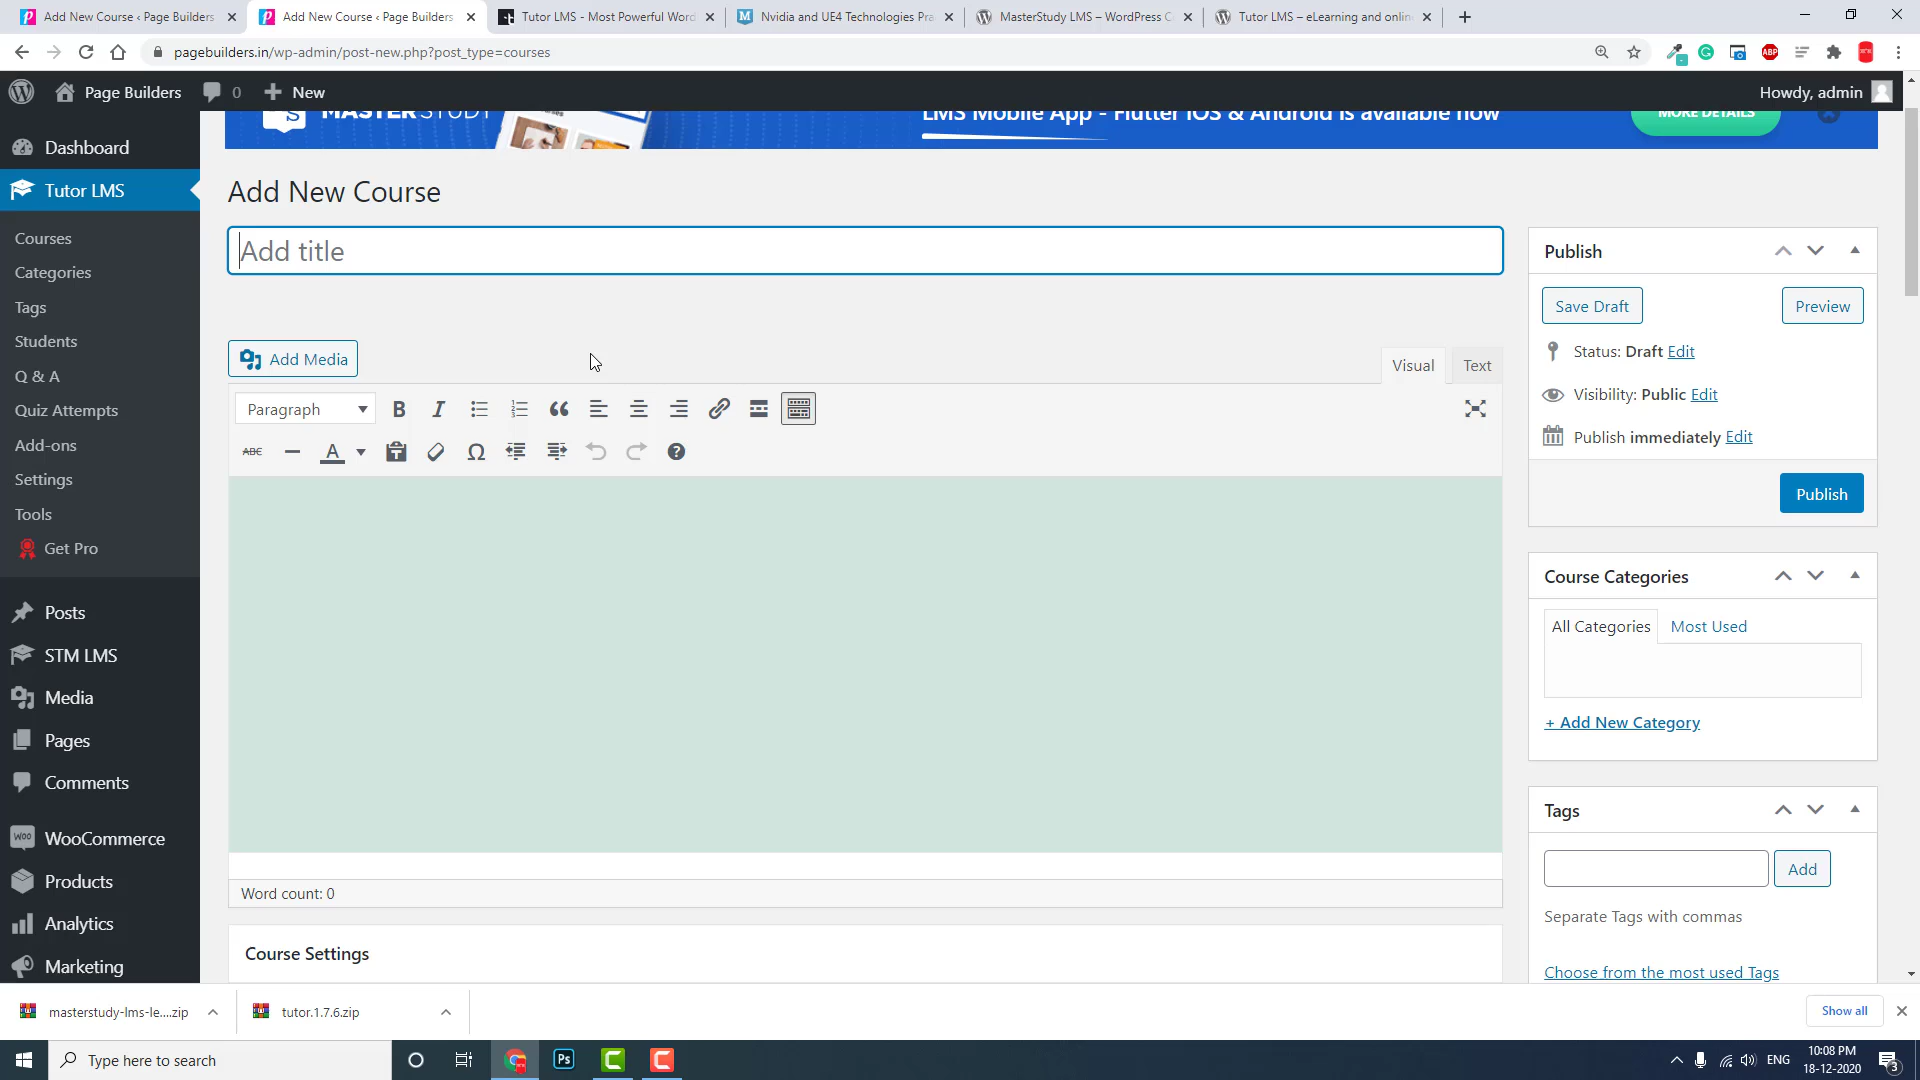 Add New Course ‹ Page Builders
Add New Course ‹ Page Builders
Tutor LMS - Most Powerful Word
Nvidia and UE4 Technologies Pra
MasterStudy LMS – WordPress C
Tutor LMS – eLearning and onlin
pagebuilders.in/wp-admin/post-new.php?post_type=courses
ABP
Page Builders
0
New
Howdy, admin
MASTERSTUDY
LMS Mobile App - Flutter iOS & Android is available now
MORE DETAILS
Dashboard
Tutor LMS
Courses
Categories
Tags
Students
Q & A
Quiz Attempts
Add-ons
Settings
Tools
Get Pro
Posts
STM LMS
Media
Pages
Comments
WooCommerce
Products
Analytics
Marketing
Add New Course
Add title
Add Media
Visual
Text
Paragraph
B
I
ABC
A
Ω
Word count: 0
Course Settings
Publish
Save Draft
Preview
Status: Draft Edit
Visibility: Public Edit
Publish immediately Edit
Publish
Course Categories
All Categories
Most Used
+ Add New Category
Tags
Add
Separate Tags with commas
Choose from the most used Tags
masterstudy-lms-le....zip
tutor.1.7.6.zip
Show all
Type here to search
Ps
ENG
10:08 PM
18-12-2020
3